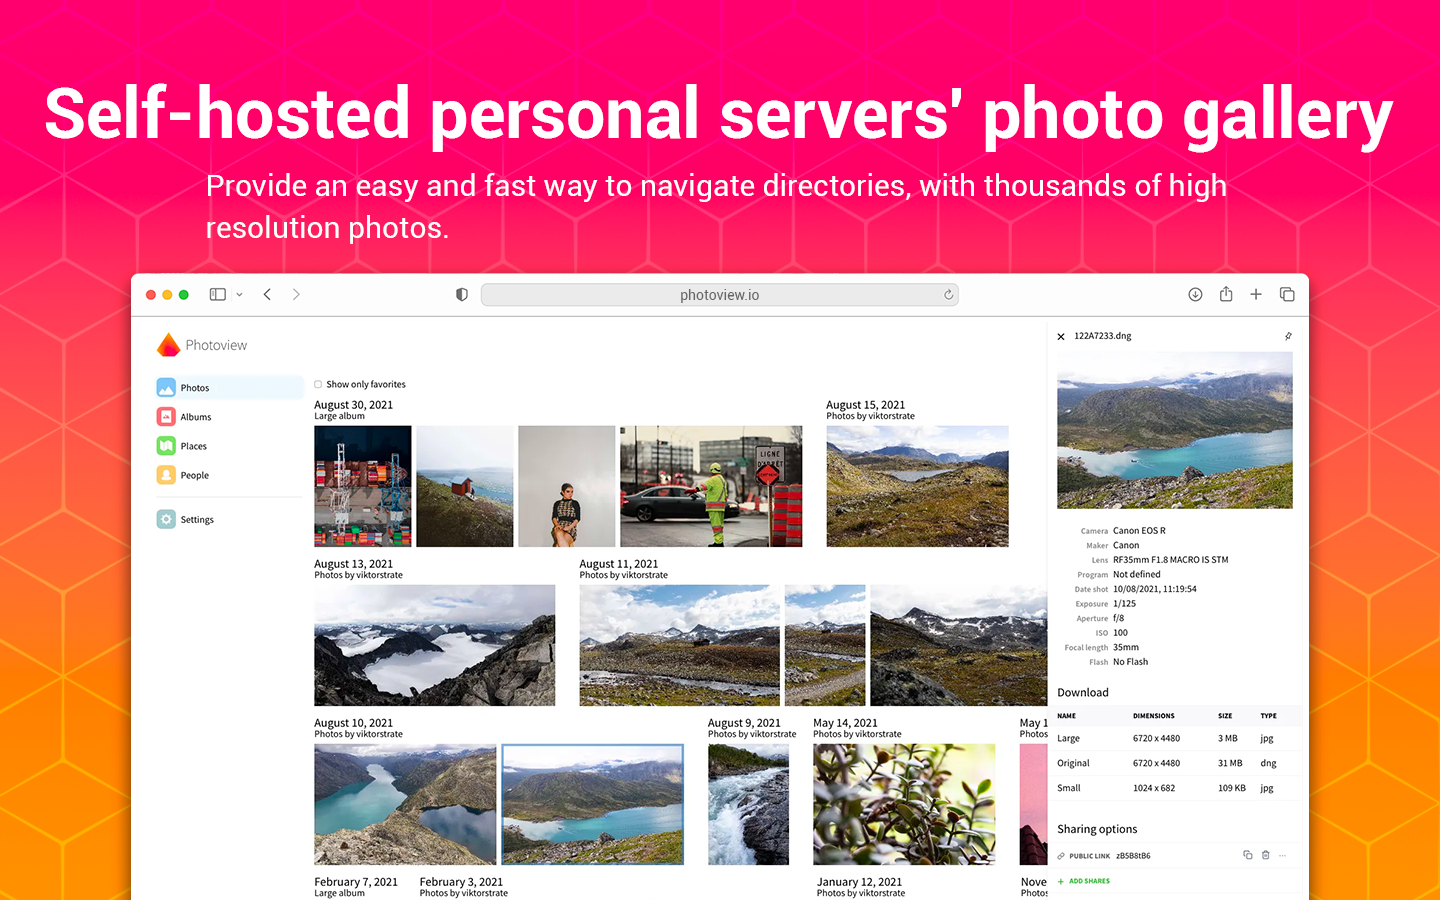 Self-hosted personal servers' photo gallery
Provide an easy and fast way to navigate directories, with thousands of high
resolution photos.
photoview.io
Photoview
Photos
Albums
Places
People
Settings
Show only favorites
August 30, 2021
Large album
August 15, 2021
Photos by viktorstrate
LIGNE
D'ARRÊT
August 13, 2021
Photos by viktorstrate
August 11, 2021
Photos by viktorstrate
August 10, 2021
Photos by viktorstrate
August 9, 2021
Photos by viktorstrate
May 14, 2021
Photos by viktorstrate
May 1
Photos
February 7, 2021
Large album
February 3, 2021
Photos by viktorstrate
January 12, 2021
Photos by viktorstrate
Nove
Photos
122A7233.dng
Camera Canon EOS R
Maker Canon
Lens RF35mm F1.8 MACRO IS STM
Program Not defined
Date shot 10/08/2021, 11:19:54
Exposure 1/125
Aperture f/8
ISO 100
Focal length 35mm
Flash No Flash
Download
NAME DIMENSIONS SIZE TYPE
Large 6720 x 4480 3 MB jpg
Original 6720 x 4480 31 MB dng
Small 1024 x 682 109 KB jpg
Sharing options
PUBLIC LINK zB5B8tB6
+ ADD SHARES